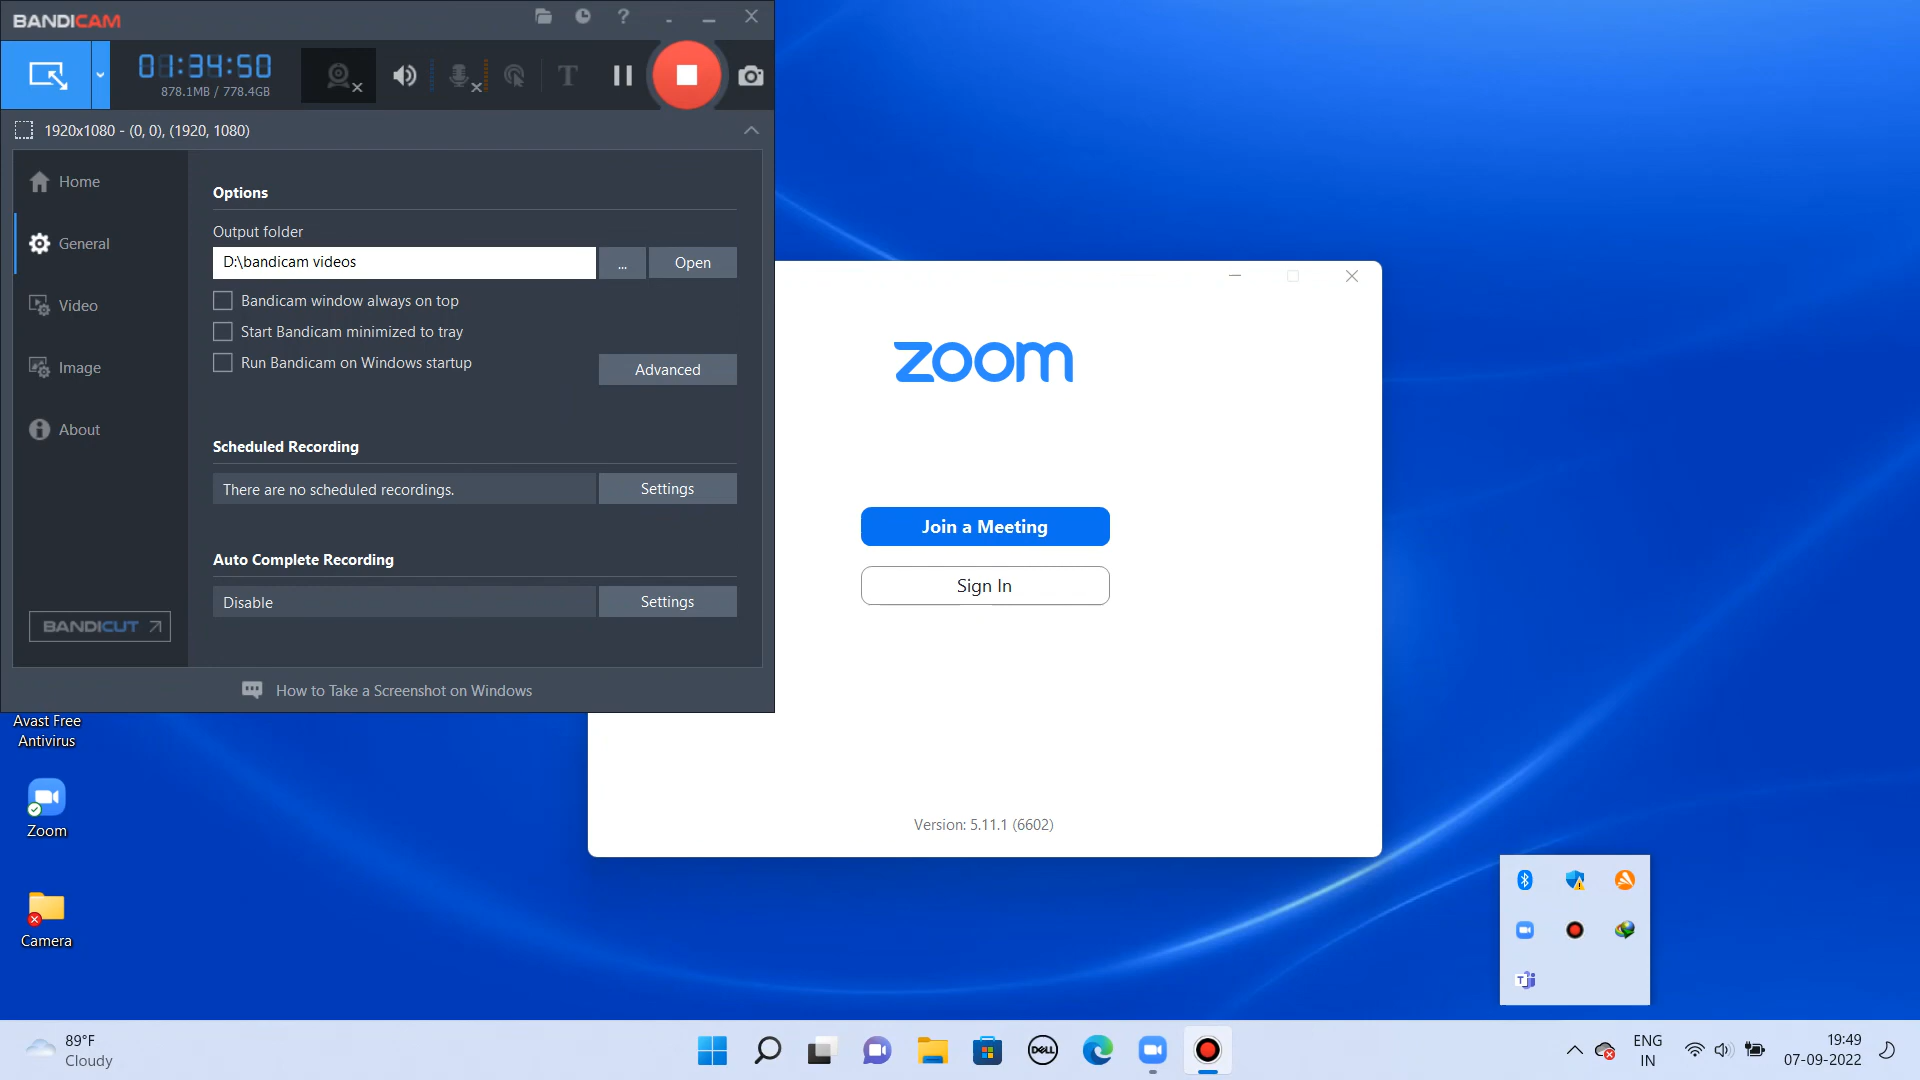 BANDICAM
01:34:50
878.1MB / 778.4GB
1920x1080 - (0, 0), (1920, 1080)
Home
General
Video
Image
About
BANDICUT
Options
Output folder
D:\bandicam videos
...
Open
Bandicam window always on top
Start Bandicam minimized to tray
Run Bandicam on Windows startup
Advanced
Scheduled Recording
There are no scheduled recordings.
Settings
Auto Complete Recording
Disable
Settings
How to Take a Screenshot on Windows
zoom
Join a Meeting
Sign In
Version: 5.11.1 (6602)
Avast Free
Antivirus
Zoom
Camera
89°F
Cloudy
DELL
ENG
IN
19:49
07-09-2022